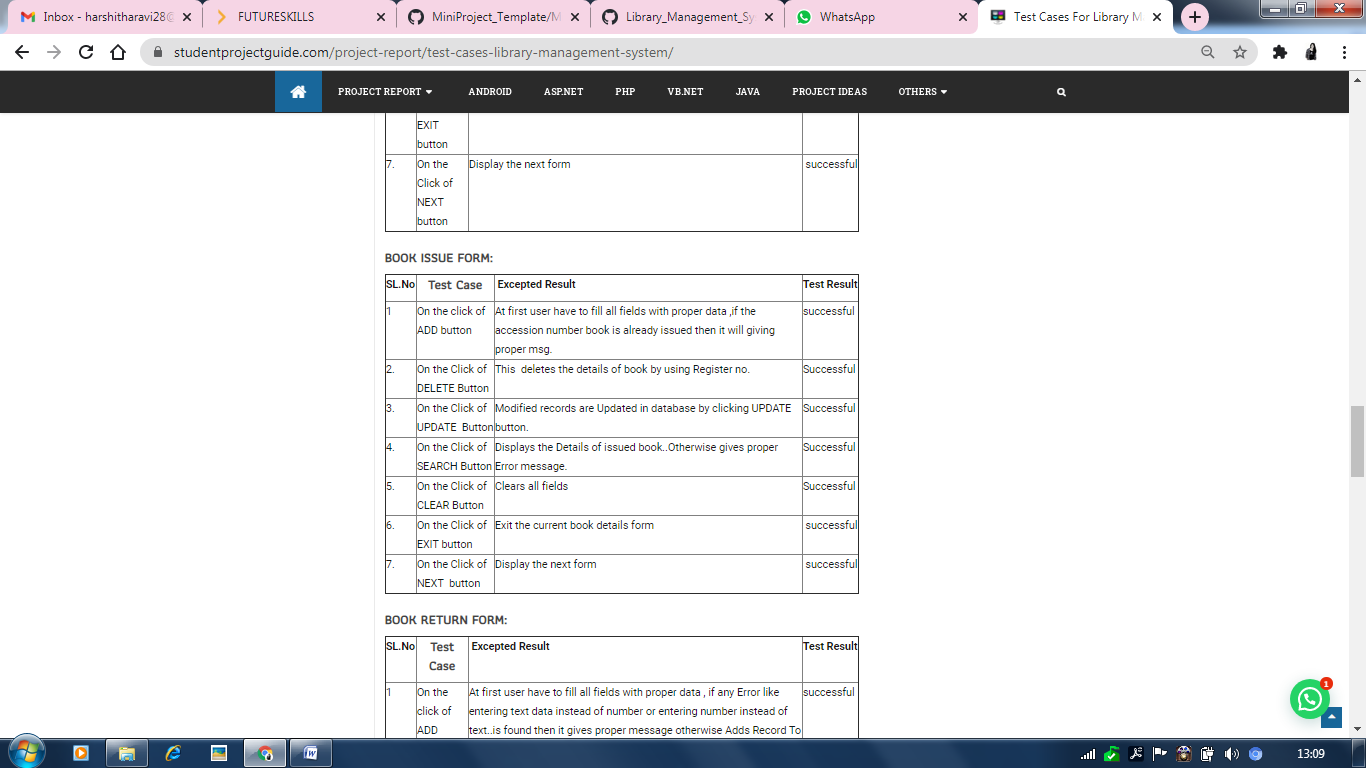 Inbox - harshitharavi28@
FUTURESKILLS
MiniProject_Template/M
Library_Management_Sy
WhatsApp
Test Cases For Library M
studentprojectguide.com/project-report/test-cases-library-management-system/
PROJECT REPORT
ANDROID
ASP.NET
PHP
VB.NET
JAVA
PROJECT IDEAS
OTHERS
EXIT
button
7.
On the
Click of
NEXT
button
Display the next form
successful
BOOK ISSUE FORM:
SL.No
Test Case
Excepted Result
Test Result
1
On the click of
ADD button
At first user have to fill all fields with proper data ,if the
accession number book is already issued then it will giving
proper msg.
successful
2.
On the Click of
DELETE Button
This  deletes the details of book by using Register no.
Successful
3.
On the Click of
UPDATE  Button
Modified records are Updated in database by clicking UPDATE
button.
Successful
4.
On the Click of
SEARCH Button
Displays the Details of issued book..Otherwise gives proper
Error message.
Successful
5.
On the Click of
CLEAR Button
Clears all fields
Successful
6.
On the Click of
EXIT button
Exit the current book details form
successful
7.
On the Click of
NEXT  button
Display the next form
successful
BOOK RETURN FORM:
SL.No
Test
Case
Excepted Result
Test Result
1
On the
click of
ADD
At first user have to fill all fields with proper data , if any Error like
entering text data instead of number or entering number instead of
text..is found then it gives proper message otherwise Adds Record To
successful
1
13:09